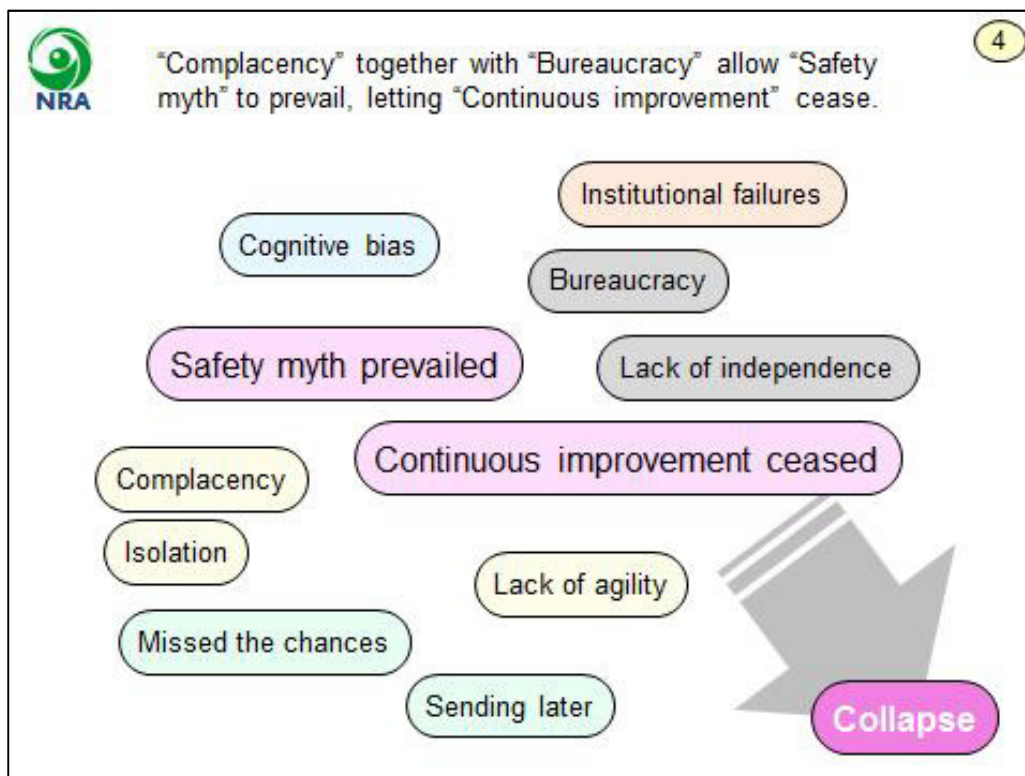 4
NRA
“Complacency” together with “Bureaucracy” allow “Safety
myth” to prevail, letting “Continuous improvement” cease.
Institutional failures
Cognitive bias
Bureaucracy
Safety myth prevailed
Lack of independence
Continuous improvement ceased
Complacency
Isolation
Lack of agility
Missed the chances
Sending later
Collapse